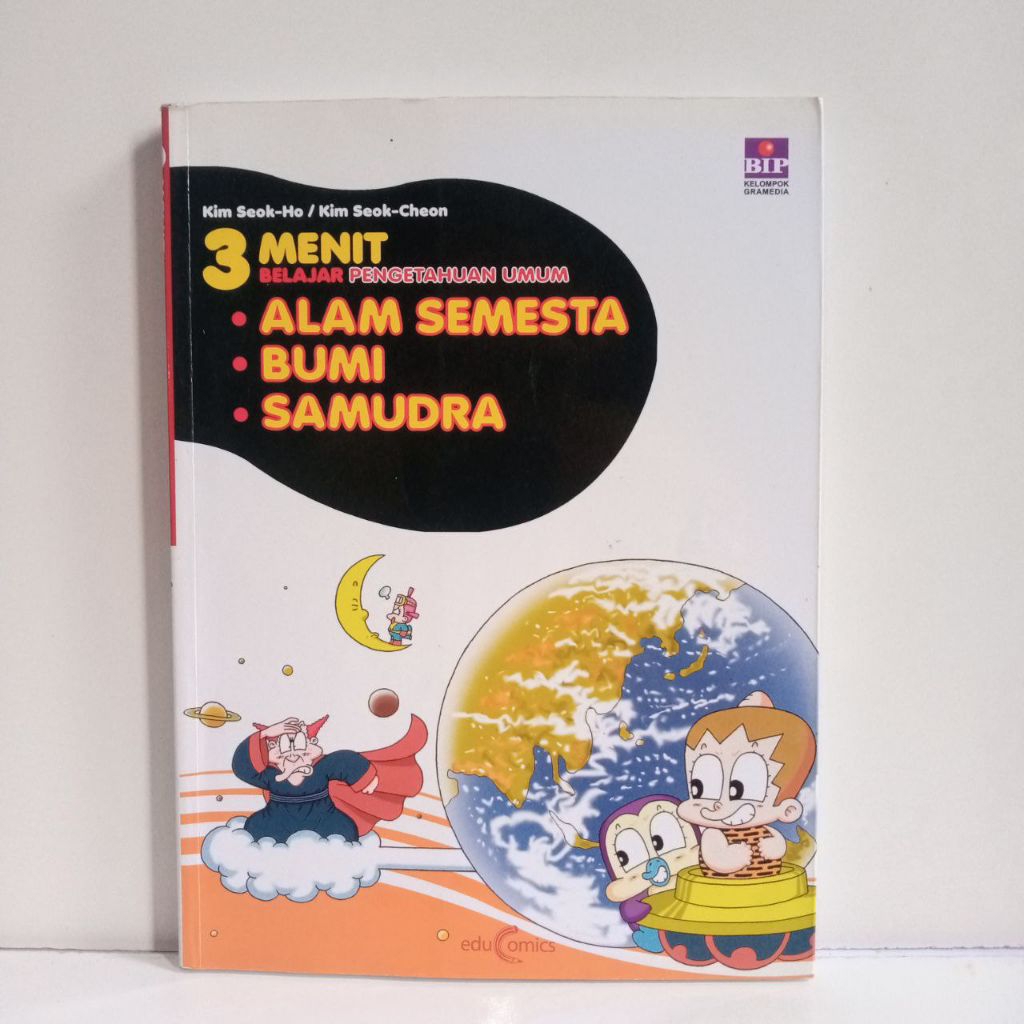 BIP
KELOMPOK
GRAMEDIA
Kim Seok-Ho / Kim Seok-Cheon
3 MENIT
BELAJAR PENGETAHUAN UMUM
• ALAM SEMESTA
• BUMI
• SAMUDRA
eduComics